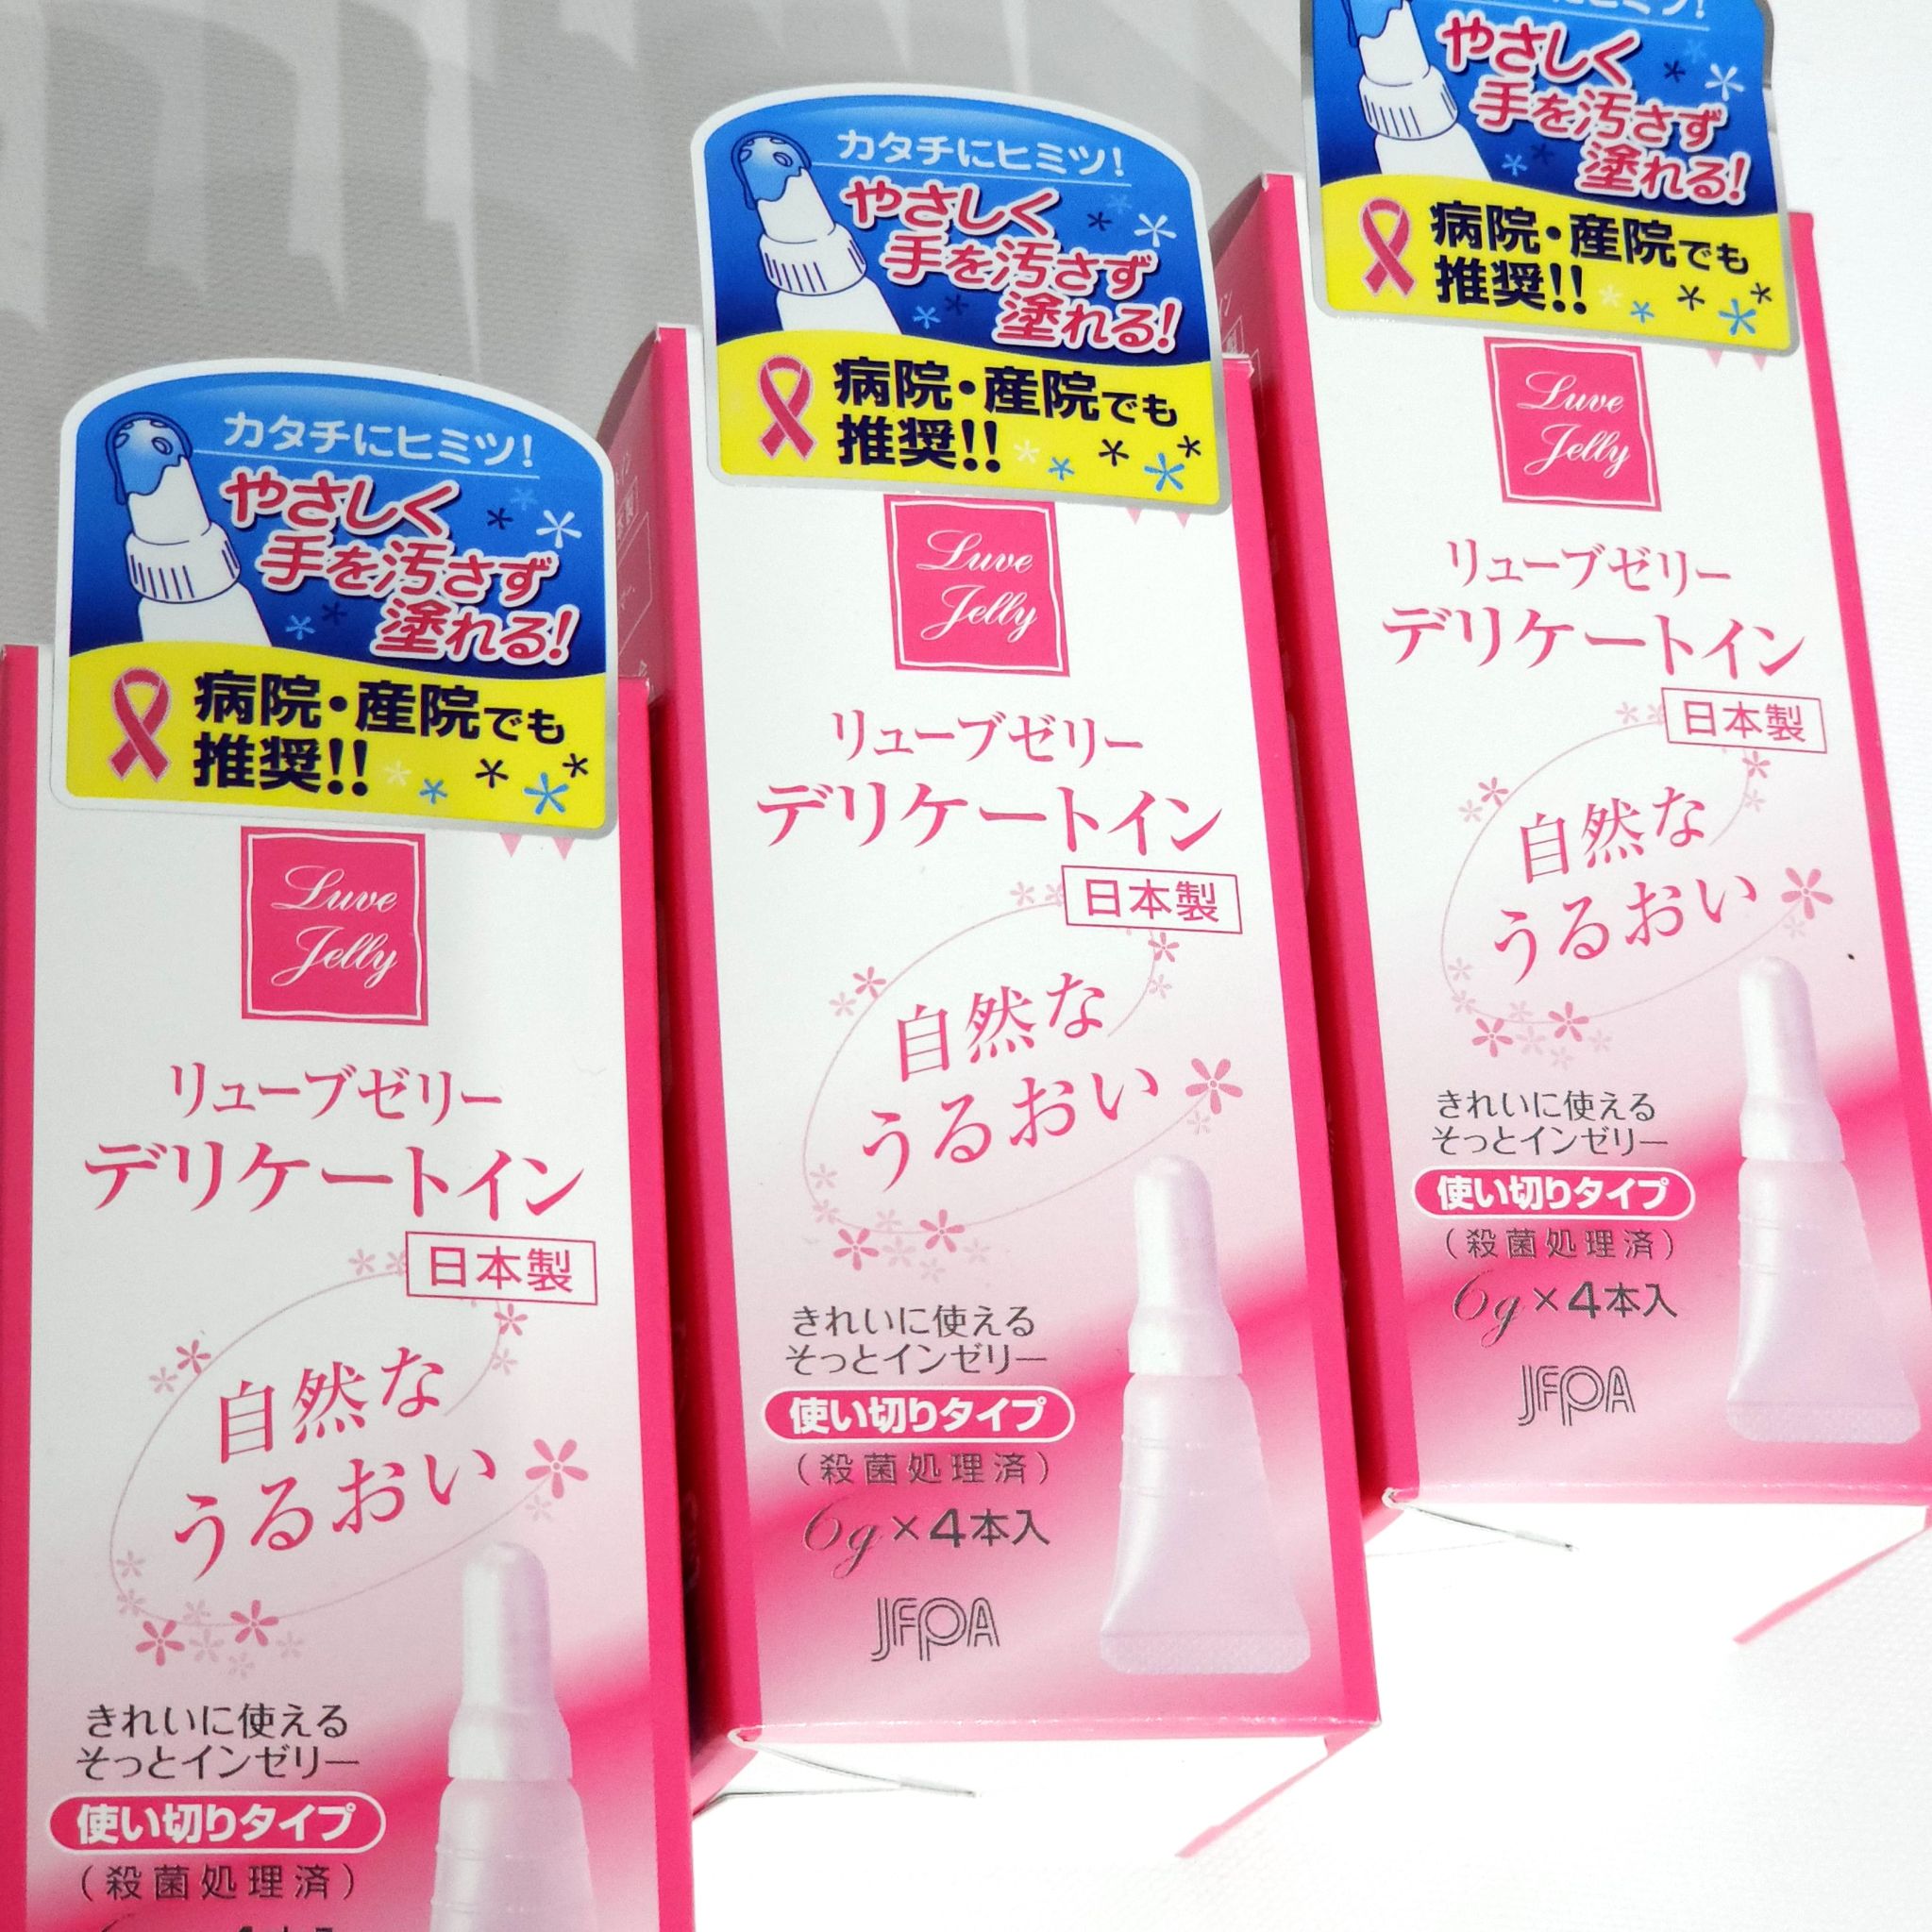 カタチにヒミツ!
やさしく
手を汚さず
塗れる!
病院・産院でも
推奨!!
Luve
Jelly
リューブゼリー
デリケートイン
日本製
自然な
うるおい
きれいに使える
そっとインゼリー
使い切りタイプ
(殺菌処理済)
カタチにヒミツ!
やさしく
手を汚さず
塗れる!
病院・産院でも
推奨!!
Luve
Jelly
リューブゼリー
デリケートイン
日本製
自然な
うるおい
きれいに使える
そっとインゼリー
使い切りタイプ
(殺菌処理済)
6g×4本入
JFPA
やさしく
手を汚さず
塗れる!
病院・産院でも
推奨!!
Luve
Jelly
リューブゼリー
デリケートイン
日本製
自然な
うるおい
きれいに使える
そっとインゼリー
使い切りタイプ
(殺菌処理済)
6g×4本入
JFPA